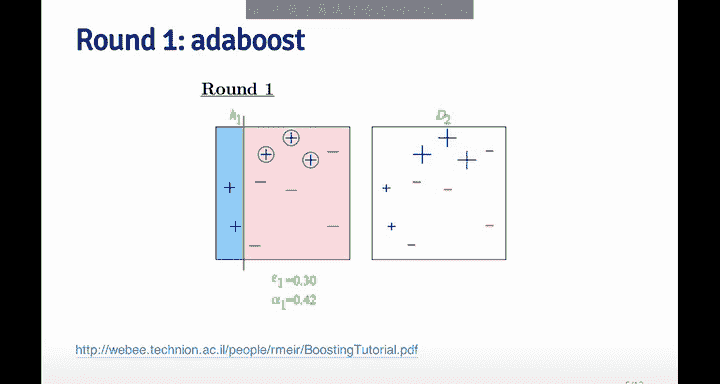 Round 1: adaboost
Round 1
h₁
D₂
ε₁=0.30
α₁=0.42
http://webee.technion.ac.il/people/rmeir/BoostingTutorial.pdf